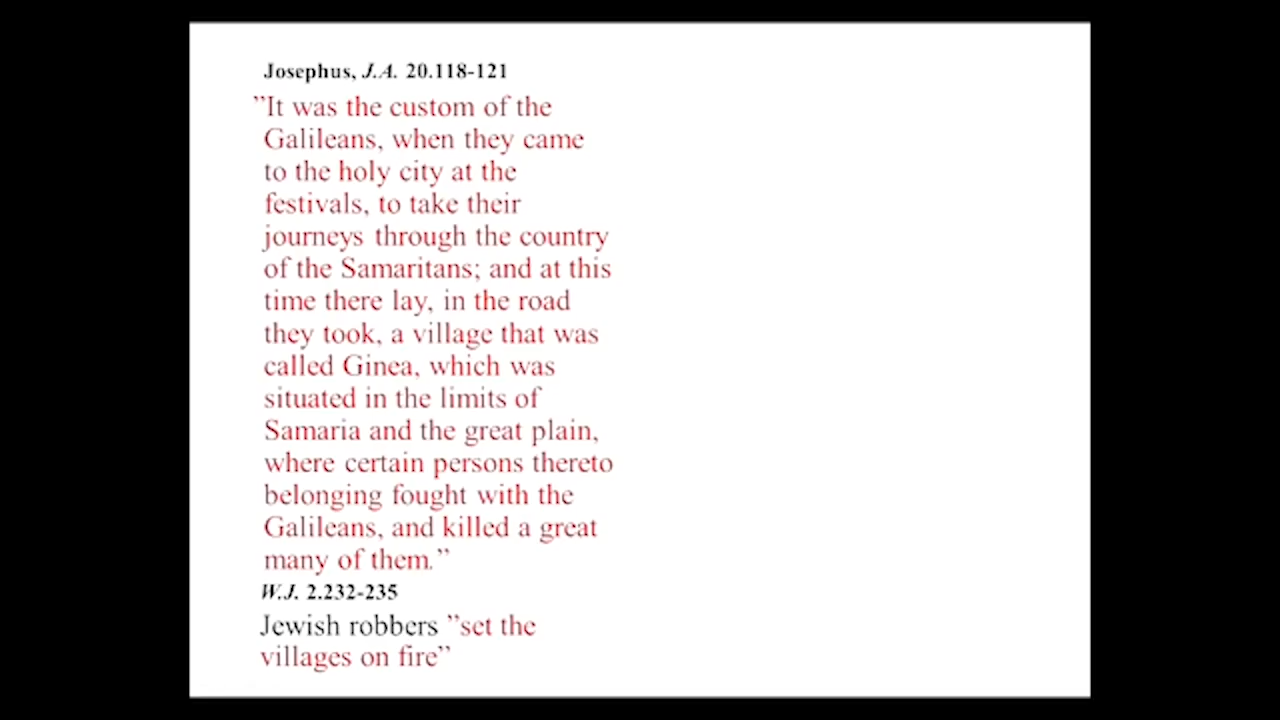 Josephus, J.A. 20.118-121
”It was the custom of the
Galileans, when they came
to the holy city at the
festivals, to take their
journeys through the country
of the Samaritans; and at this
time there lay, in the road
they took, a village that was
called Ginea, which was
situated in the limits of
Samaria and the great plain,
where certain persons thereto
belonging fought with the
Galileans, and killed a great
many of them.”
W.J. 2.232-235
Jewish robbers ”set the
villages on fire”